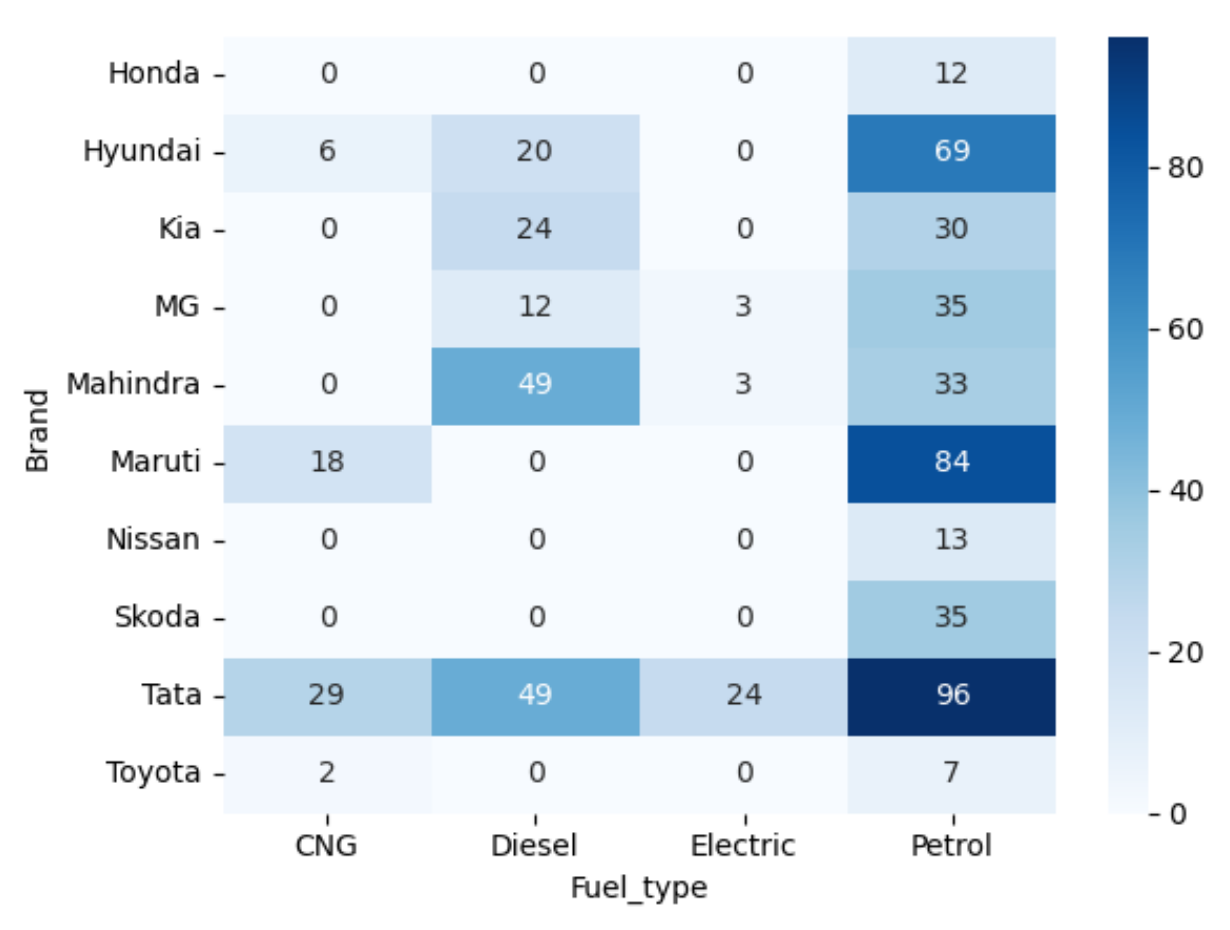 Honda 0 0 0 12
Hyundai 6 20 0 69
Kia 0 24 0 30
MG 0 12 3 35
Mahindra 0 49 3 33
Maruti 18 0 0 84
Nissan 0 0 0 13
Skoda 0 0 0 35
Tata 29 49 24 96
Toyota 2 0 0 7
CNG Diesel Electric Petrol
Fuel_type
Brand
80
60
40
20
0